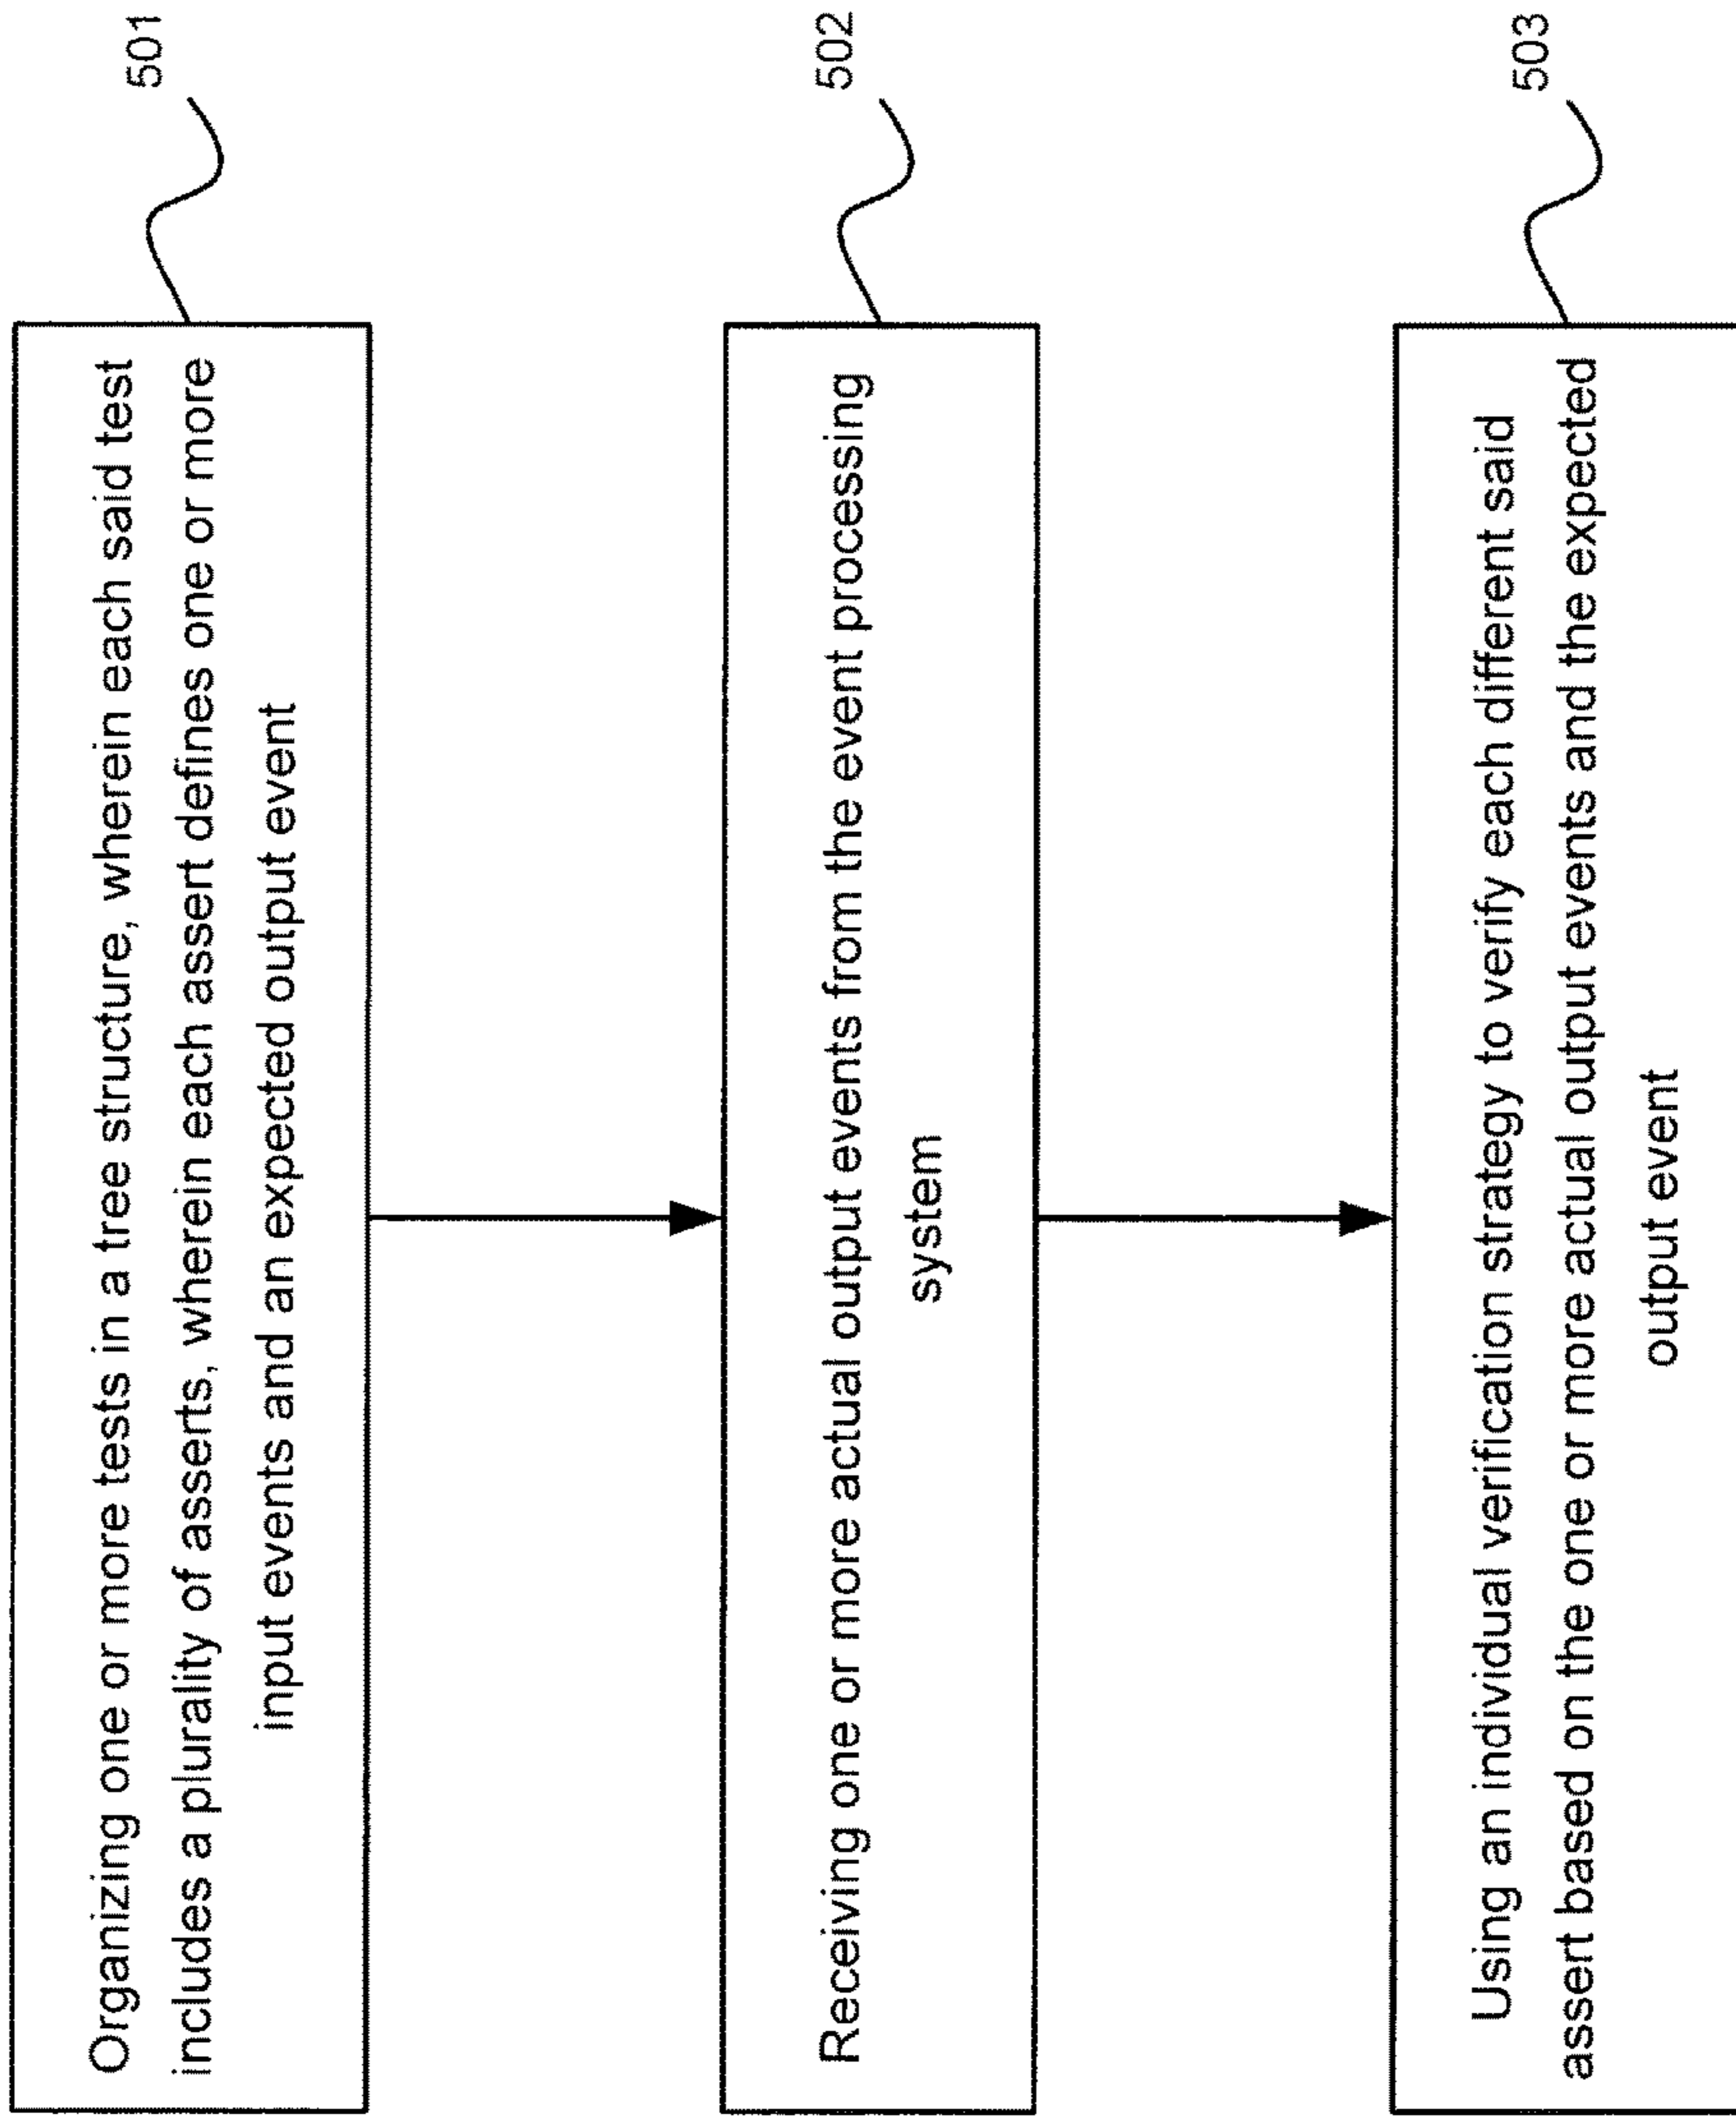 Organizing one or more tests in a tree structure, wherein each said test
includes a plurality of asserts, wherein each assert defines one or more
input events and an expected output event
501
Receiving one or more actual output events from the event processing
system
502
Using an individual verification strategy to verify each different said
assert based on the one or more actual output events and the expected
output event
503